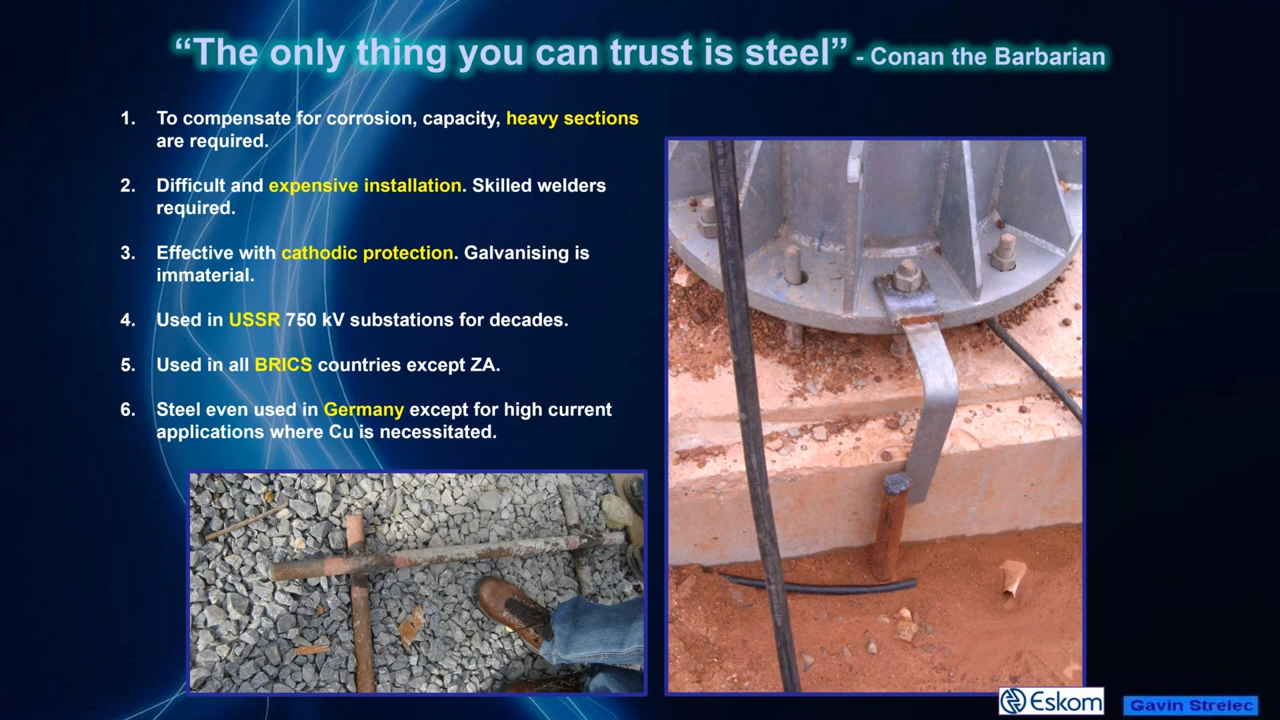 “The only thing you can trust is steel” - Conan the Barbarian
1. To compensate for corrosion, capacity, heavy sections
are required.
2. Difficult and expensive installation. Skilled welders
required.
3. Effective with cathodic protection. Galvanising is
immaterial.
4. Used in USSR 750 kV substations for decades.
5. Used in all BRICS countries except ZA.
6. Steel even used in Germany except for high current
applications where Cu is necessitated.
Eskom
Gavin Strelec